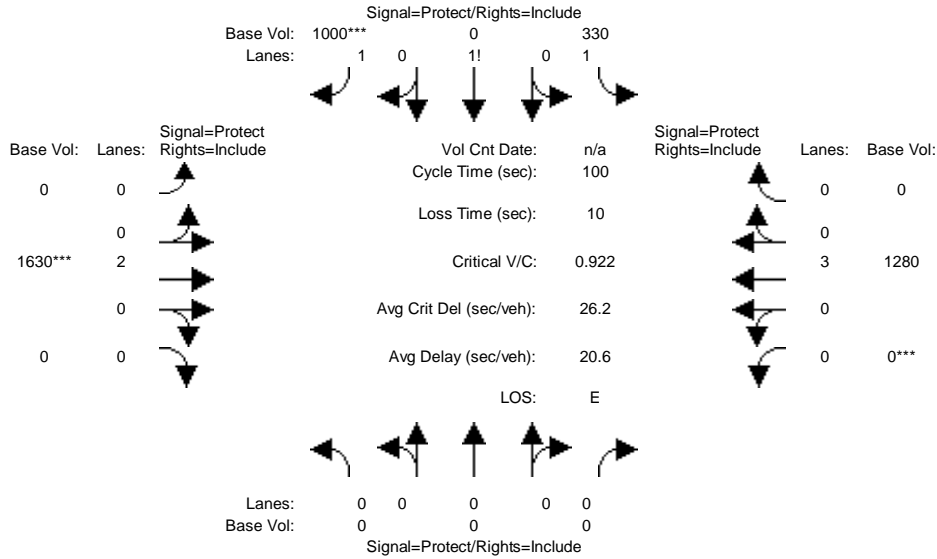 Signal=Protect/Rights=Include
Base Vol: 1000*** 0 330
Lanes: 1 0 1! 0 1
Signal=Protect
Rights=Include
Base Vol: Lanes:
Vol Cnt Date: n/a
Signal=Protect
Rights=Include
Lanes: Base Vol:
Cycle Time (sec): 100
0 0
0 0
Loss Time (sec): 10
0
0
1630*** 2
Critical V/C: 0.922
3 1280
0
Avg Crit Del (sec/veh): 26.2
0
0 0
Avg Delay (sec/veh): 20.6
0 0***
LOS: E
Lanes: 0 0 0 0 0
Base Vol: 0 0 0
Signal=Protect/Rights=Include